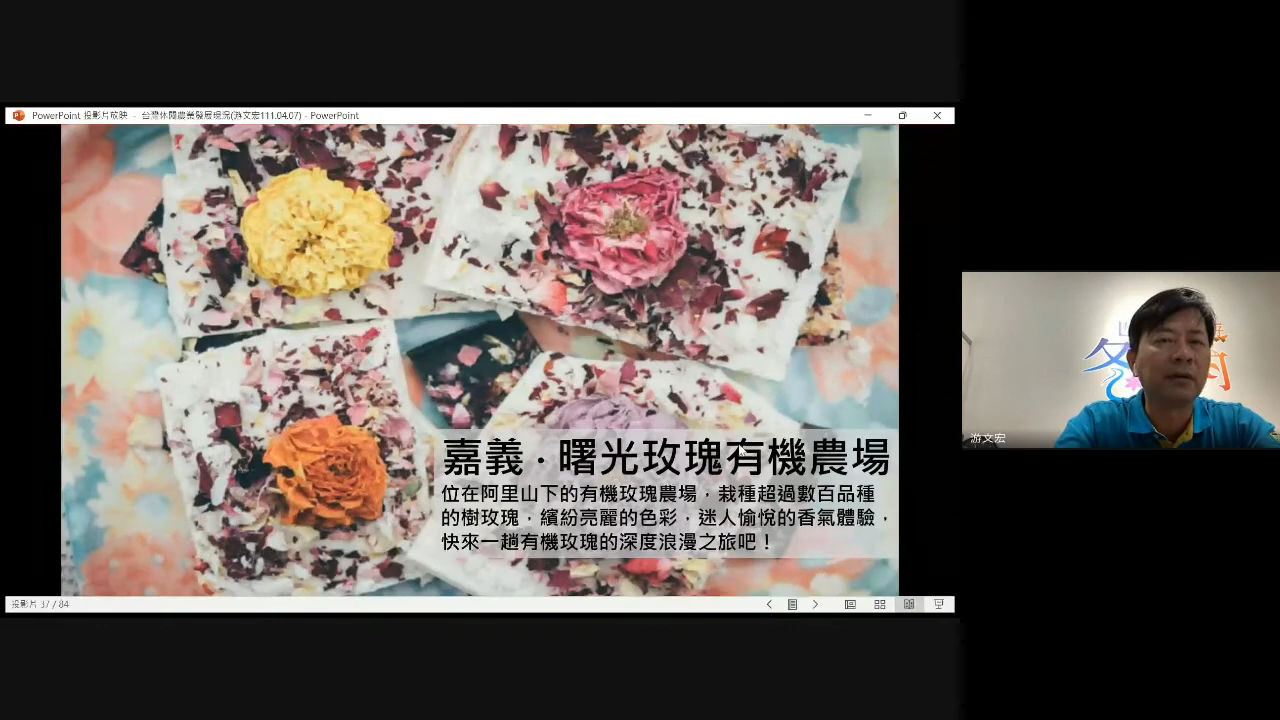 PowerPoint 投影片放映 - 台灣休閒農業發展現況(游文宏111.04.07) - PowerPoint
嘉義．曙光玫瑰有機農場
位在阿里山下的有機玫瑰農場，栽種超過數百品種
的樹玫瑰，繽紛亮麗的色彩，迷人愉悅的香氣體驗，
快來一趟有機玫瑰的深度浪漫之旅吧！
投影片 37 / 84
冬
游文宏